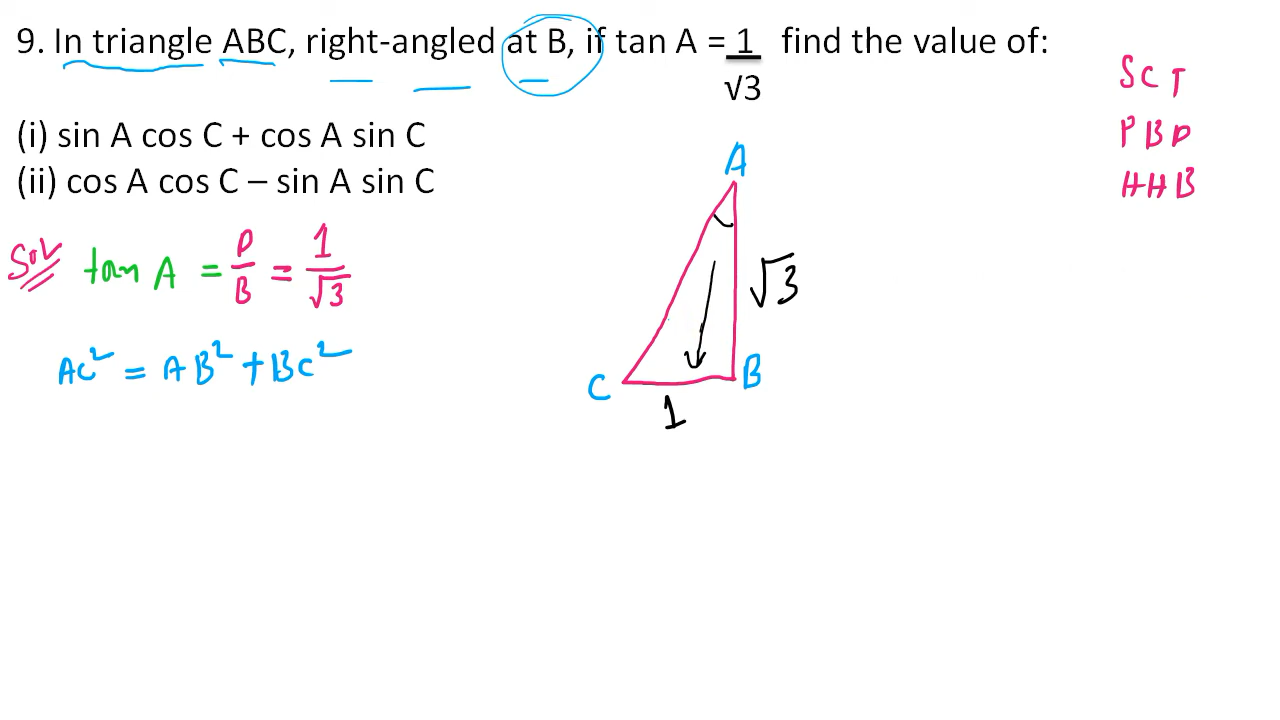 9. In triangle ABC, right-angled at B, if tan A = 1/√3 find the value of:
(i) sin A cos C + cos A sin C
(ii) cos A cos C – sin A sin C
S C T
P B P
H H B
Sol tan A = P/B = 1/√3
AC² = AB² + BC²
A
√3
C
B
1